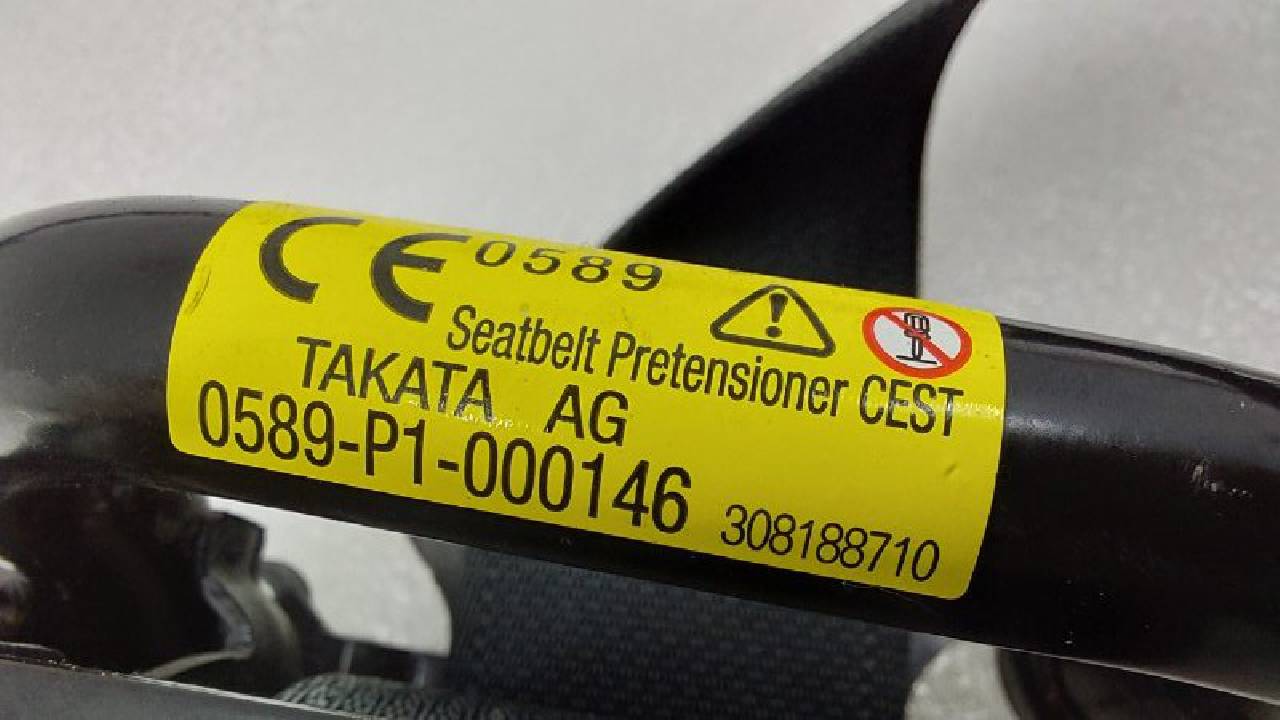 CE 0589
Seatbelt Pretensioner CEST
TAKATA AG
0589-P1-000146
308188710